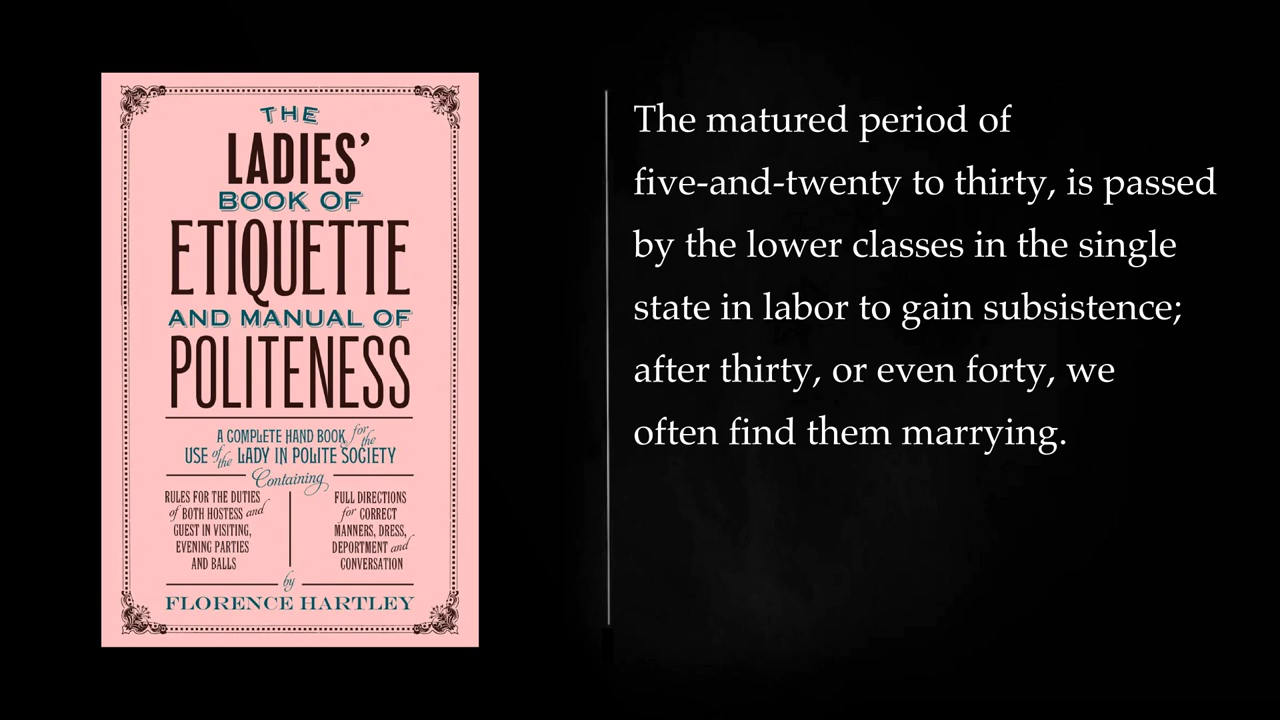 THE
LADIES'
BOOK OF
ETIQUETTE
AND MANUAL OF
POLITENESS
A COMPLETE HAND BOOK for the
USE of the LADY IN POLITE SOCIETY
Containing
RULES FOR THE DUTIES
of BOTH HOSTESS and
GUEST IN VISITING,
EVENING PARTIES
AND BALLS
FULL DIRECTIONS
for CORRECT
MANNERS, DRESS,
DEPORTMENT and
CONVERSATION
by
FLORENCE HARTLEY
The matured period of
five-and-twenty to thirty, is passed
by the lower classes in the single
state in labor to gain subsistence;
after thirty, or even forty, we
often find them marrying.